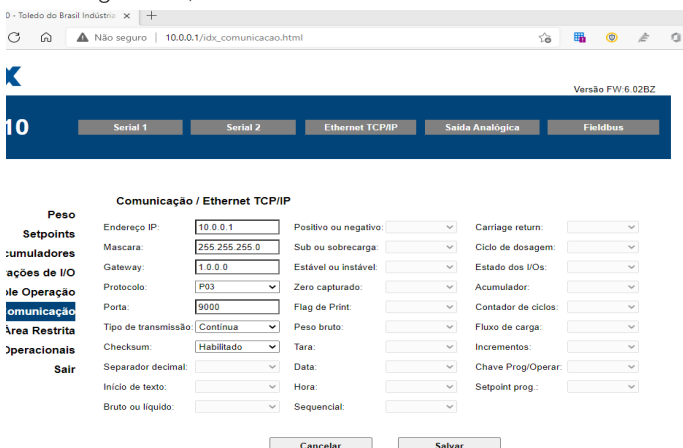 0 - Toledo do Brasil Indústria
Não seguro 10.0.0.1/idx_comunicacao.html
X
Versão FW:6.02BZ
10
Serial 1 Serial 2 Ethernet TCP/IP Saída Analógica Fieldbus
Comunicação / Ethernet TCP/IP
Peso
Setpoints
cumuladores
rações de I/O
ole Operação
omunicação
Área Restrita
Operacionais
Sair
Endereço IP: 10.0.0.1 Positivo ou negativo: Carriage return:
Mascara: 255.255.255.0 Sub ou sobrecarga: Ciclo de dosagem:
Gateway: 1.0.0.0 Estável ou instável: Estado dos I/Os:
Protocolo: P03 Zero capturado: Acumulador:
Porta: 9000 Flag de Print: Contador de ciclos:
Tipo de transmissão: Contínua Peso bruto: Fluxo de carga:
Checksum: Habilitado Tara: Incrementos:
Separador decimal: Data: Chave Prog/Operar:
Início de texto: Hora: Setpoint prog.:
Bruto ou líquido: Sequencial:
Cancelar Salvar